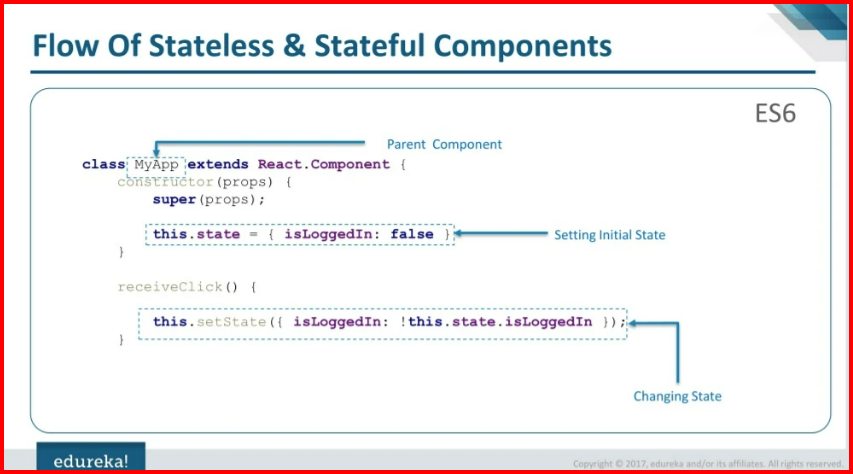 Flow Of Stateless & Stateful Components
ES6
Parent Component
class MyApp extends React.Component {
constructor(props) {
super(props);
this.state = { isLoggedIn: false }
Setting Initial State
}
receiveClick() {
this.setState({ isLoggedIn: !this.state.isLoggedIn });
}
Changing State
edureka!
Copyright © 2017, edureka and/or its affiliates. All rights reserved.